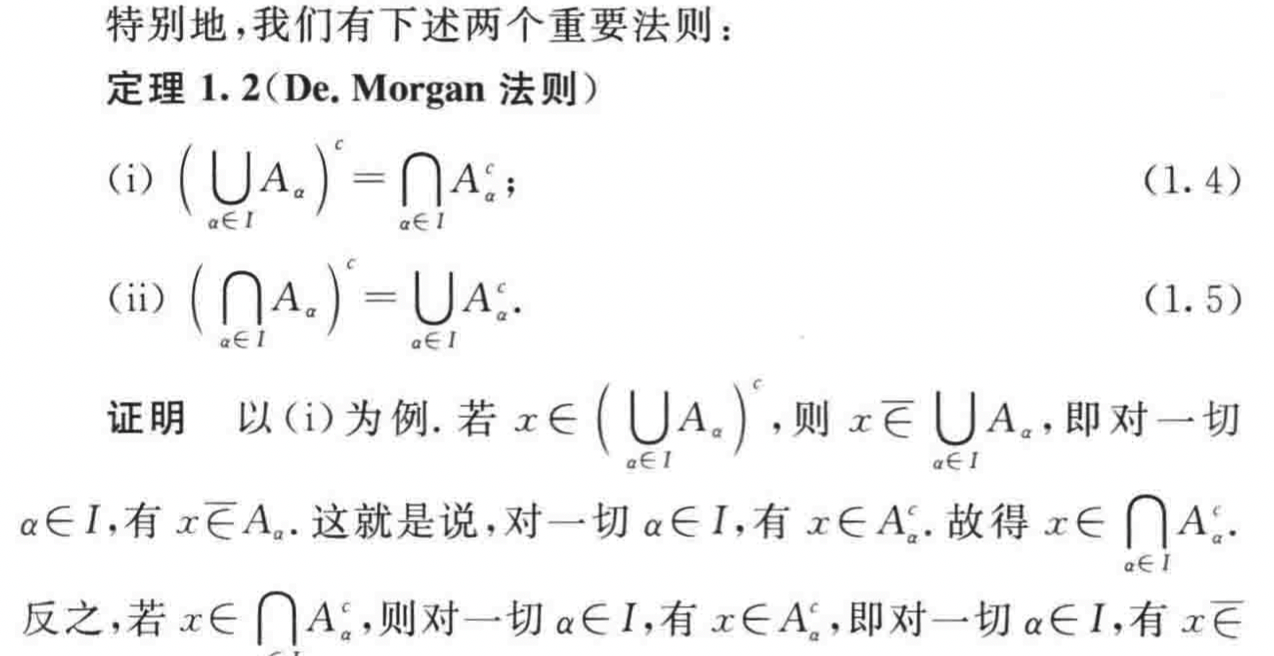 特别地,我们有下述两个重要法则:
定理 1.2(De. Morgan 法则)
(i) $\left(\bigcup_{\alpha\in I}A_\alpha\right)^c=\bigcap_{\alpha\in I}A_\alpha^c$; (1.4)
(ii) $\left(\bigcap_{\alpha\in I}A_\alpha\right)^c=\bigcup_{\alpha\in I}A_\alpha^c$. (1.5)
证明 以(i)为例. 若 $x\in\left(\bigcup_{\alpha\in I}A_\alpha\right)^c$,则 $x\overline{\in}\bigcup_{\alpha\in I}A_\alpha$,即对一切
$\alpha\in I$,有 $x\overline{\in}A_\alpha$. 这就是说,对一切 $\alpha\in I$,有 $x\in A_\alpha^c$. 故得 $x\in\bigcap_{\alpha\in I}A_\alpha^c$.
反之,若 $x\in\bigcap_{\alpha\in I}A_\alpha^c$,则对一切 $\alpha\in I$,有 $x\in A_\alpha^c$,即对一切 $\alpha\in I$,有 $x\overline{\in}$